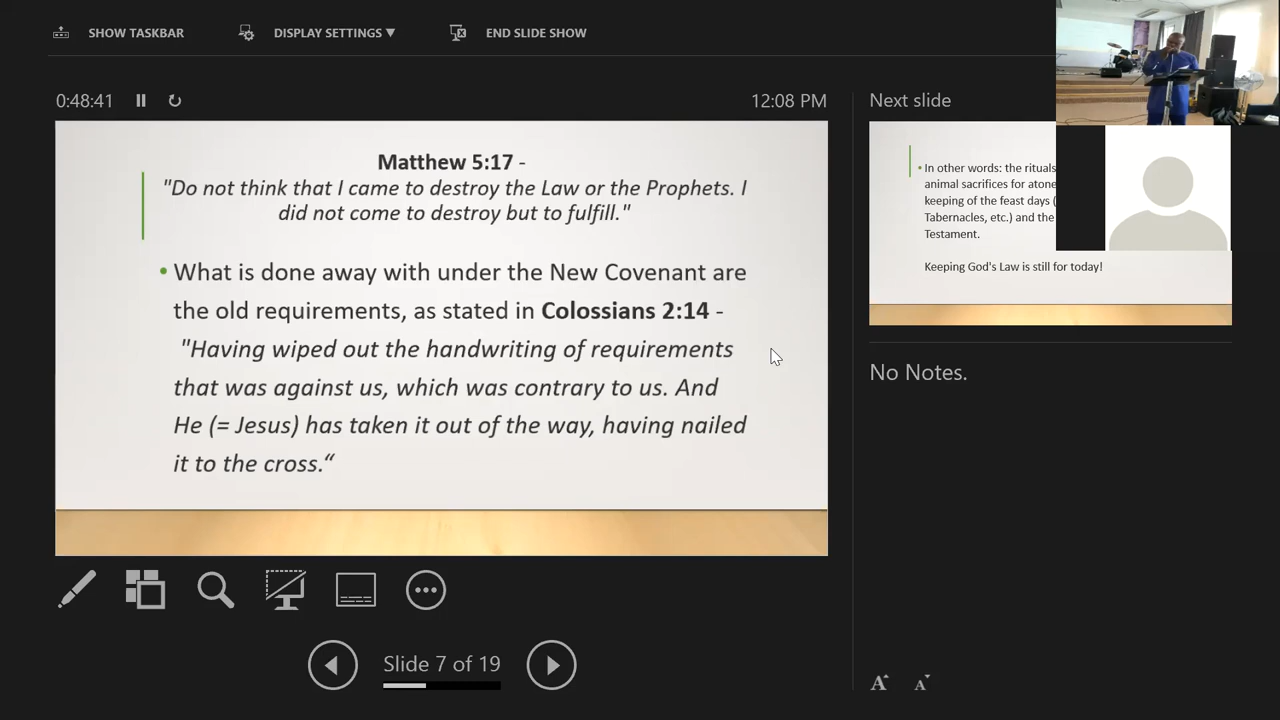 SHOW TASKBAR
DISPLAY SETTINGS ▼
END SLIDE SHOW
0:48:41
12:08 PM
Next slide
Matthew 5:17 -
"Do not think that I came to destroy the Law or the Prophets. I
did not come to destroy but to fulfill."
• What is done away with under the New Covenant are
the old requirements, as stated in Colossians 2:14 -
"Having wiped out the handwriting of requirements
that was against us, which was contrary to us. And
He (= Jesus) has taken it out of the way, having nailed
it to the cross.“
• In other words: the rituals
animal sacrifices for atone
keeping of the feast days (
Tabernacles, etc.) and the
Testament.
Keeping God's Law is still for today!
No Notes.
Slide 7 of 19
A A